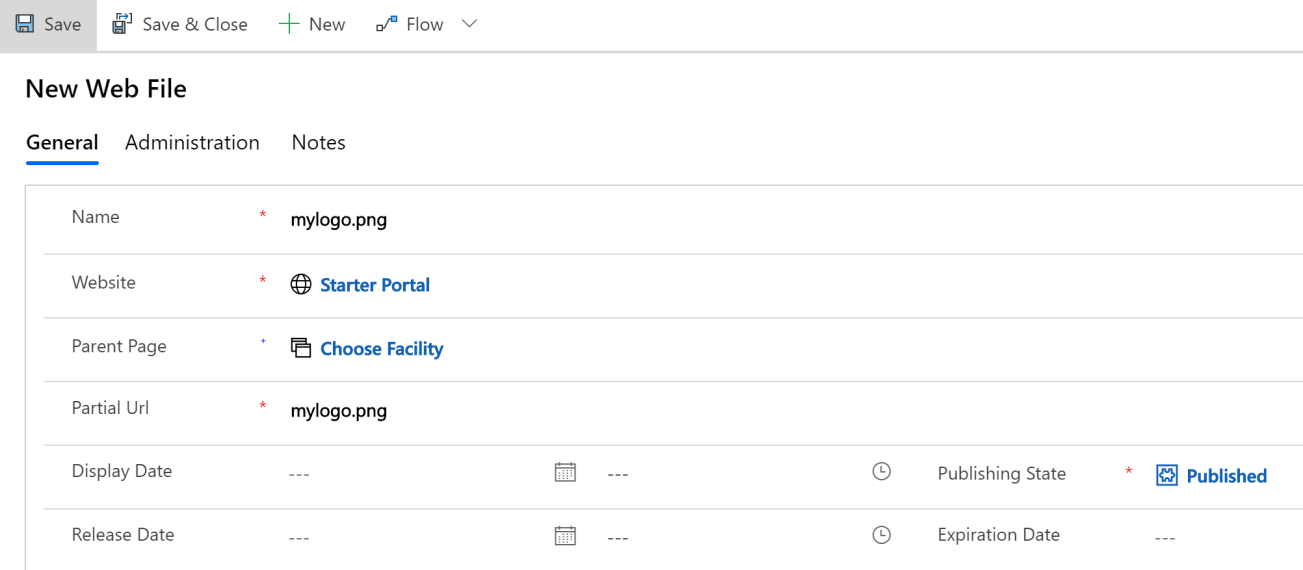 Save Save & Close New Flow
New Web File
General Administration Notes
Name * mylogo.png
Website * Starter Portal
Parent Page + Choose Facility
Partial Url * mylogo.png
Display Date --- --- Publishing State * Published
Release Date --- --- Expiration Date ---